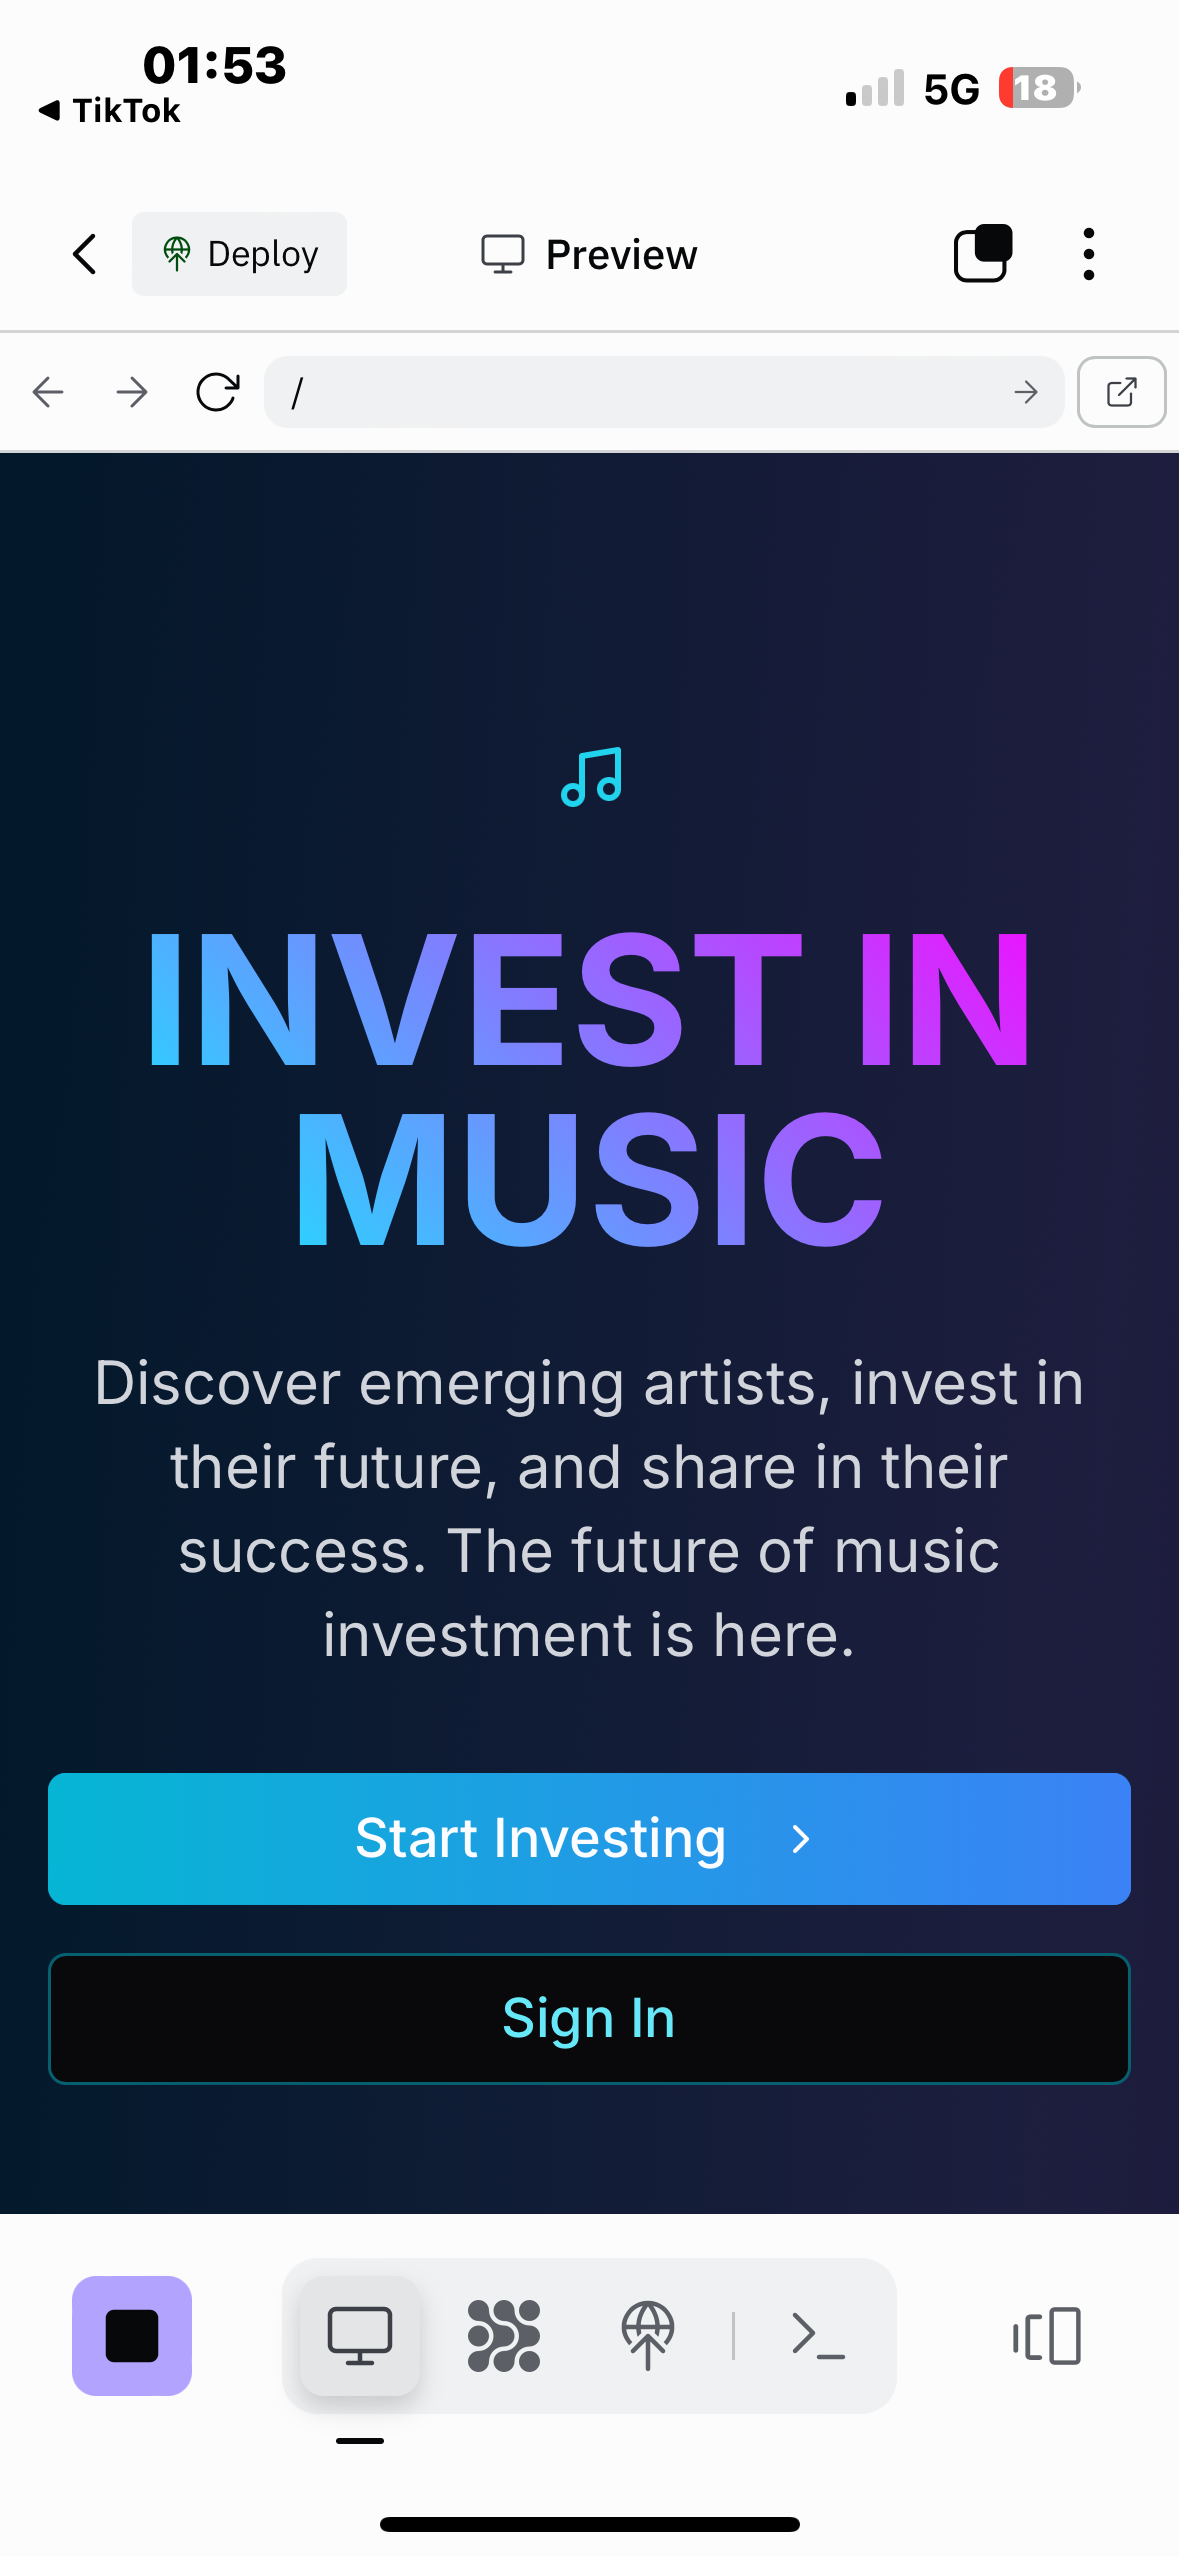 01:53
TikTok
5G
18
Deploy
Preview
/
INVEST IN
MUSIC
Discover emerging artists, invest in
their future, and share in their
success. The future of music
investment is here.
Start Investing
Sign In